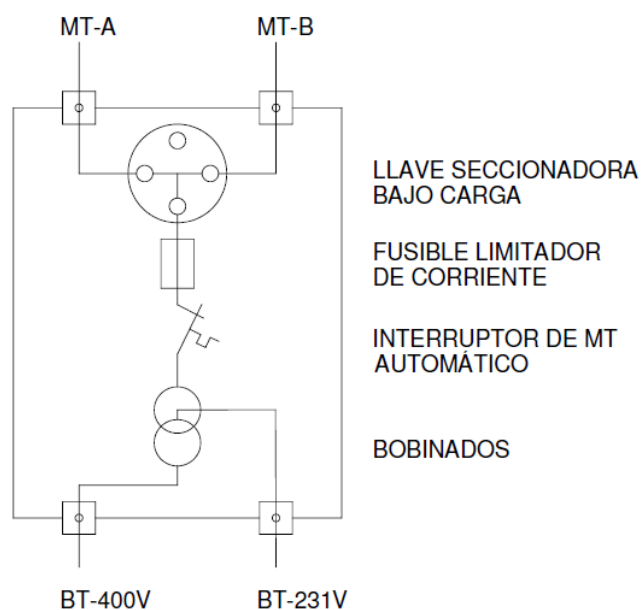 MT-A
MT-B
LLAVE SECCIONADORA
BAJO CARGA
FUSIBLE LIMITADOR
DE CORRIENTE
INTERRUPTOR DE MT
AUTOMÁTICO
BOBINADOS
BT-400V
BT-231V